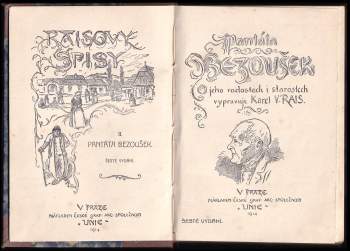 RAISOVY
SPISY
II.
PANTÁTA BEZOUŠEK.
ŠESTÉ VYDÁNÍ.
V PRAZE
NÁKLADEM ČESKÉ GRAF. AKC. SPOLEČNOSTI
„UNIE“
1914
Pantáta
BEZOUŠEK
O jeho radostech i starostech
vypravuje Karel V. RAIS.
V PRAZE
NÁKLADEM ČESKÉ GRAF. AKC. SPOLEČNOSTI
„UNIE“
1914
ŠESTÉ VYDÁNÍ.